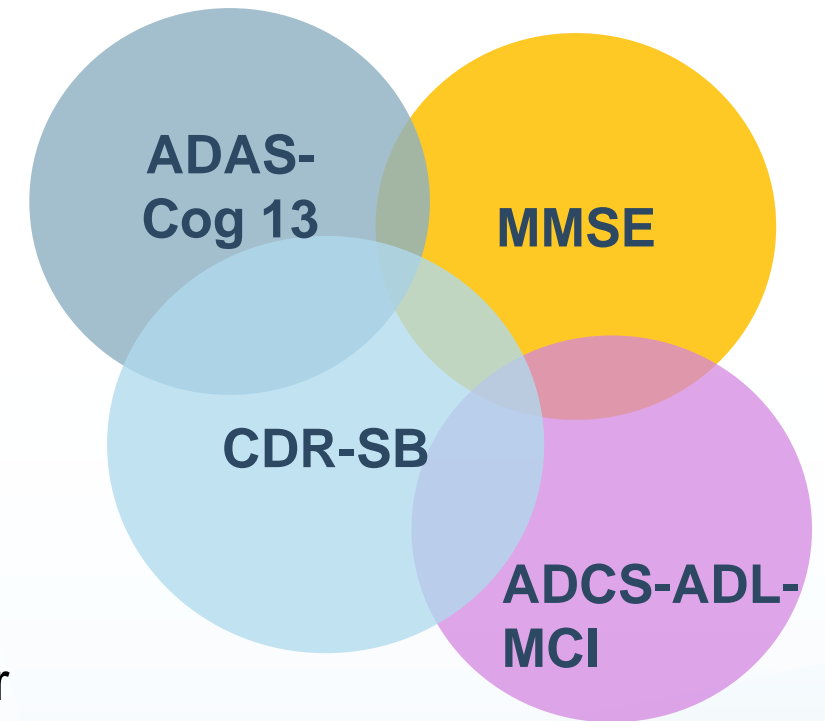 ADAS-
Cog 13
MMSE
CDR-SB
ADCS-ADL-
MCI
r